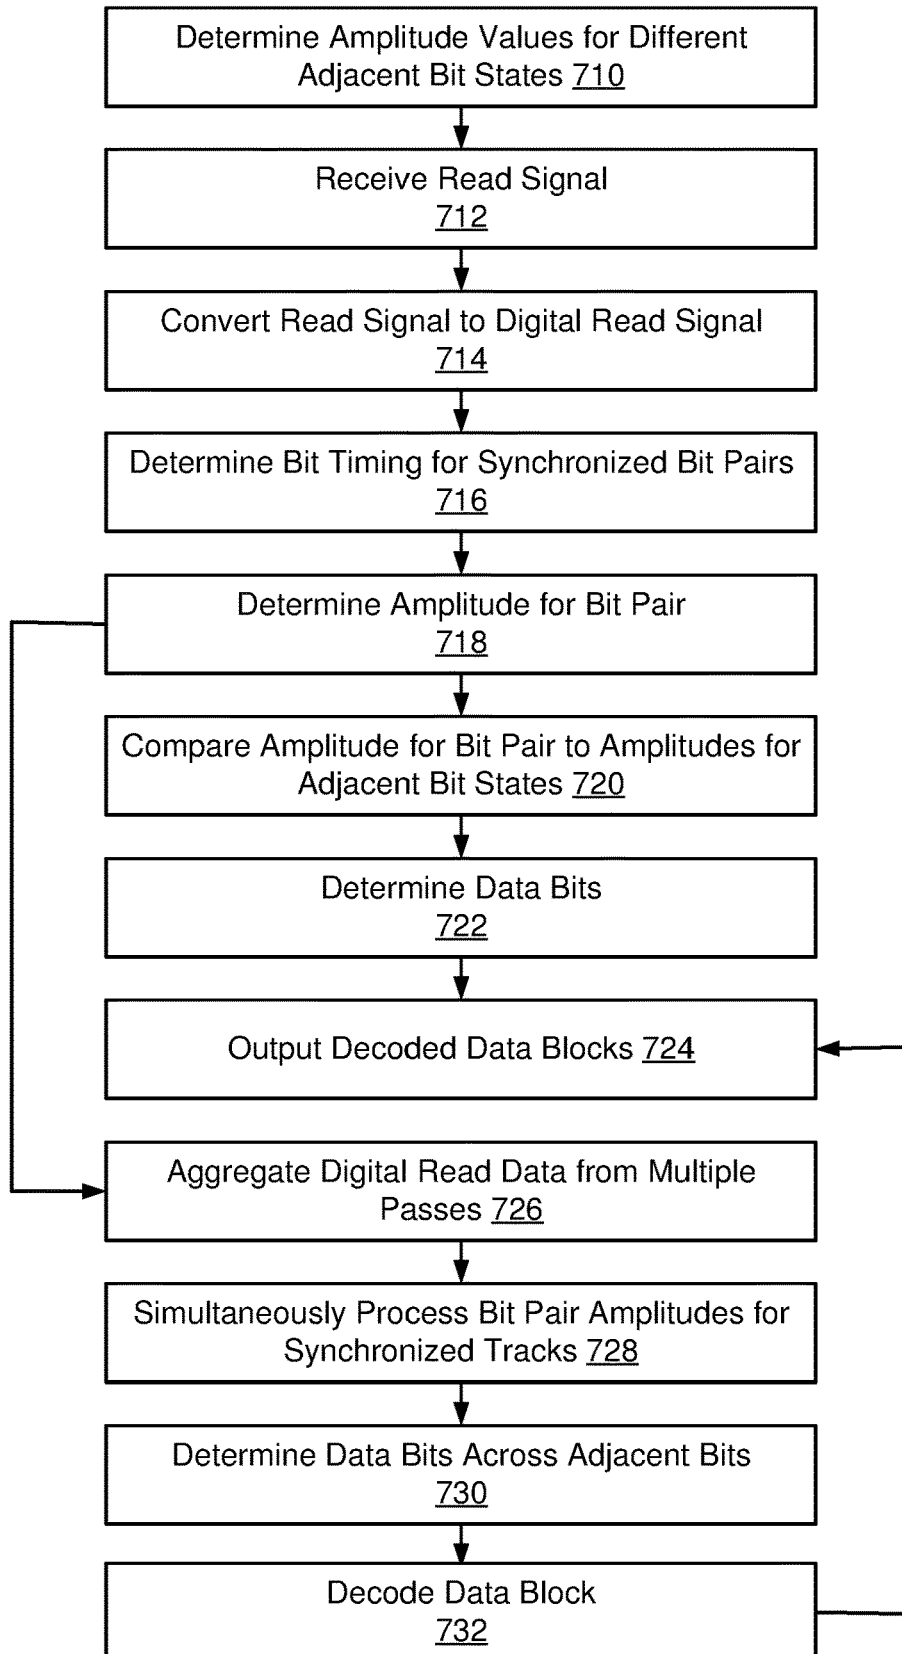 Determine Amplitude Values for Different
Adjacent Bit States 710
Receive Read Signal
712
Convert Read Signal to Digital Read Signal
714
Determine Bit Timing for Synchronized Bit Pairs
716
Determine Amplitude for Bit Pair
718
Compare Amplitude for Bit Pair to Amplitudes for
Adjacent Bit States 720
Determine Data Bits
722
Output Decoded Data Blocks 724
Aggregate Digital Read Data from Multiple
Passes 726
Simultaneously Process Bit Pair Amplitudes for
Synchronized Tracks 728
Determine Data Bits Across Adjacent Bits
730
Decode Data Block
732